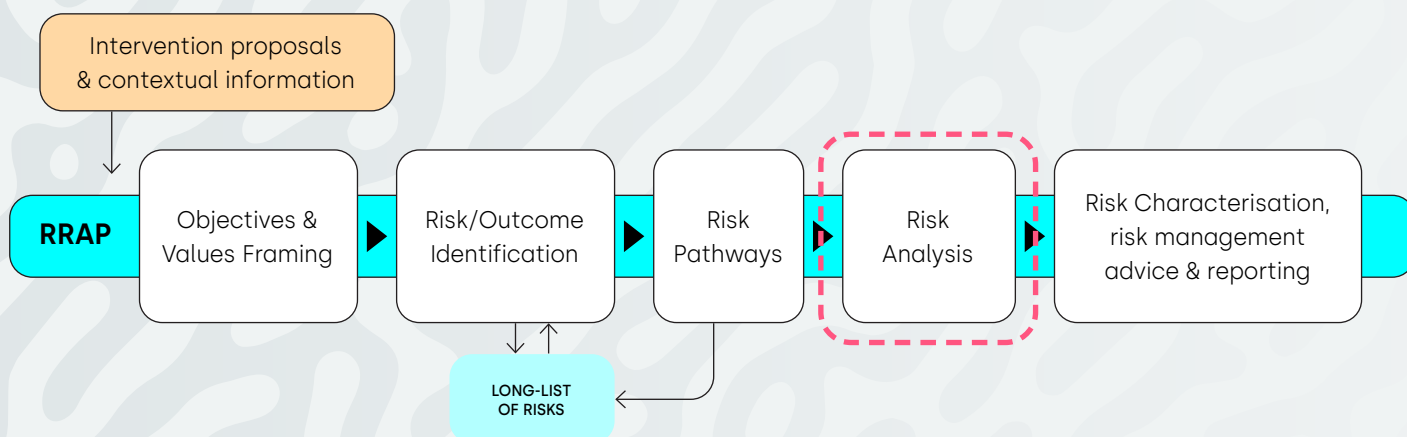 Intervention proposals
& contextual information
RRAP
Objectives &
Values Framing
Risk/Outcome
Identification
Risk
Pathways
Risk
Analysis
Risk Characterisation,
risk management
advice & reporting
LONG-LIST
OF RISKS